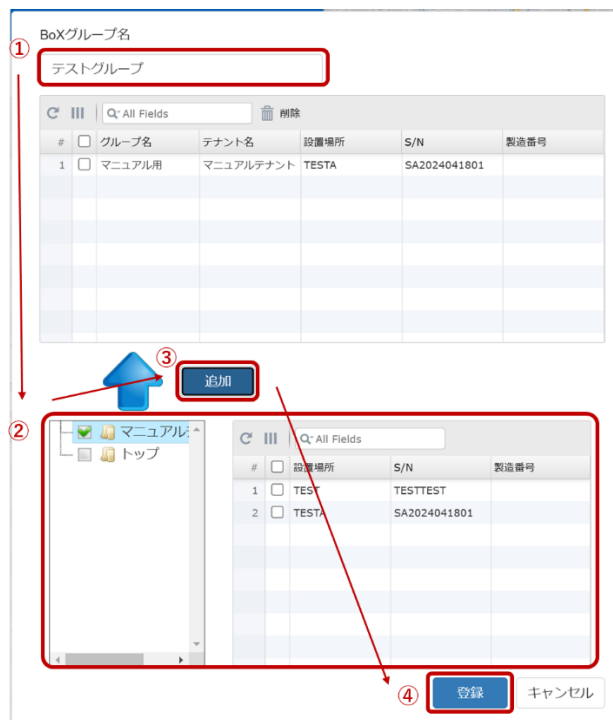 BoXグループ名
①
テストグループ
All Fields 削除
# グループ名 テナント名 設置場所 S/N 製造番号
1 マニュアル用 マニュアルテナント TESTA SA2024041801
③
追加
②
マニュアル
トップ
All Fields
# 設置場所 S/N 製造番号
1 TEST TESTTEST
2 TESTA SA2024041801
④
登録 キャンセル